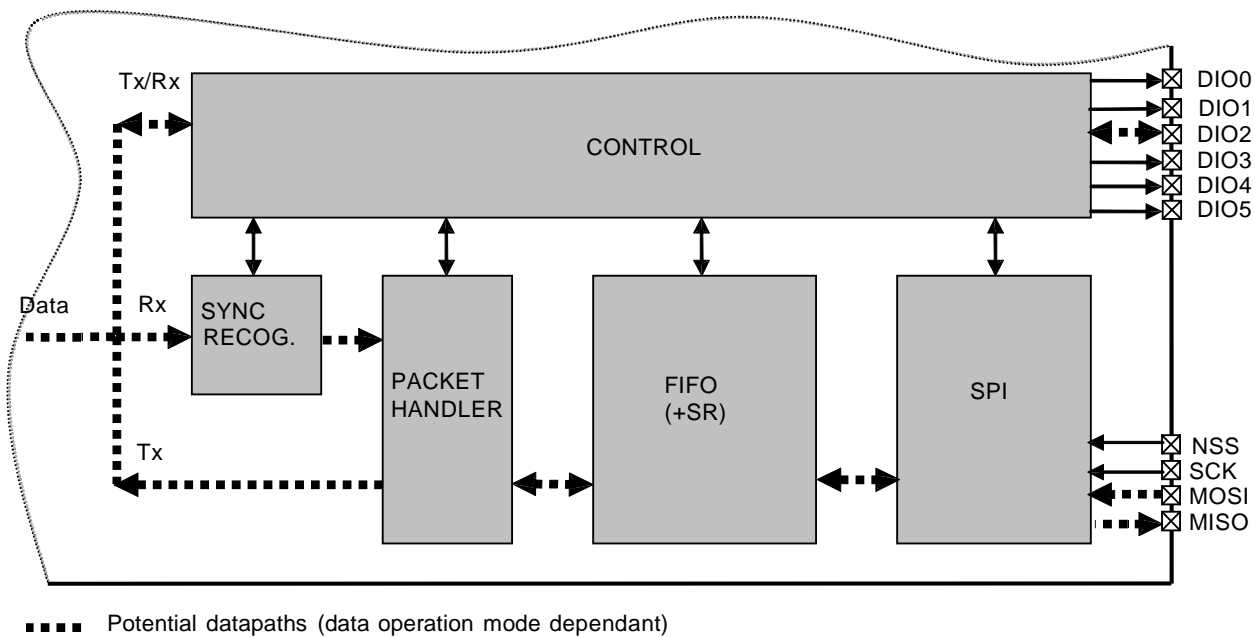 Tx/Rx
CONTROL
DIO0
DIO1
DIO2
DIO3
DIO4
DIO5
Data
Rx
SYNC
RECOG.
PACKET
HANDLER
FIFO
(+SR)
SPI
Tx
NSS
SCK
MOSI
MISO
Potential datapaths (data operation mode dependant)